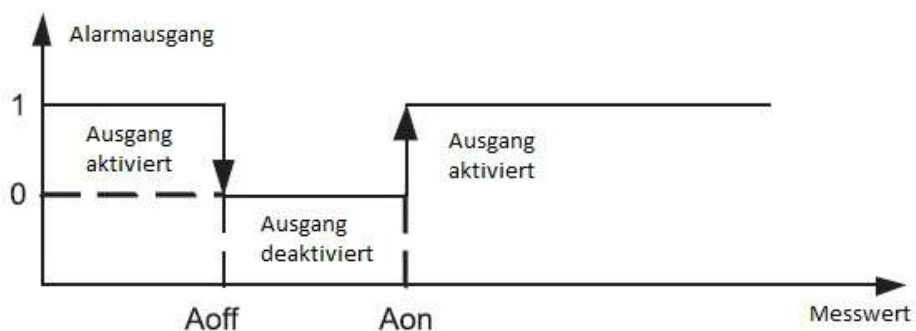 Alarmausgang
1
Ausgang
aktiviert
Ausgang
aktiviert
0
Ausgang
deaktiviert
Aoff
Aon
Messwert